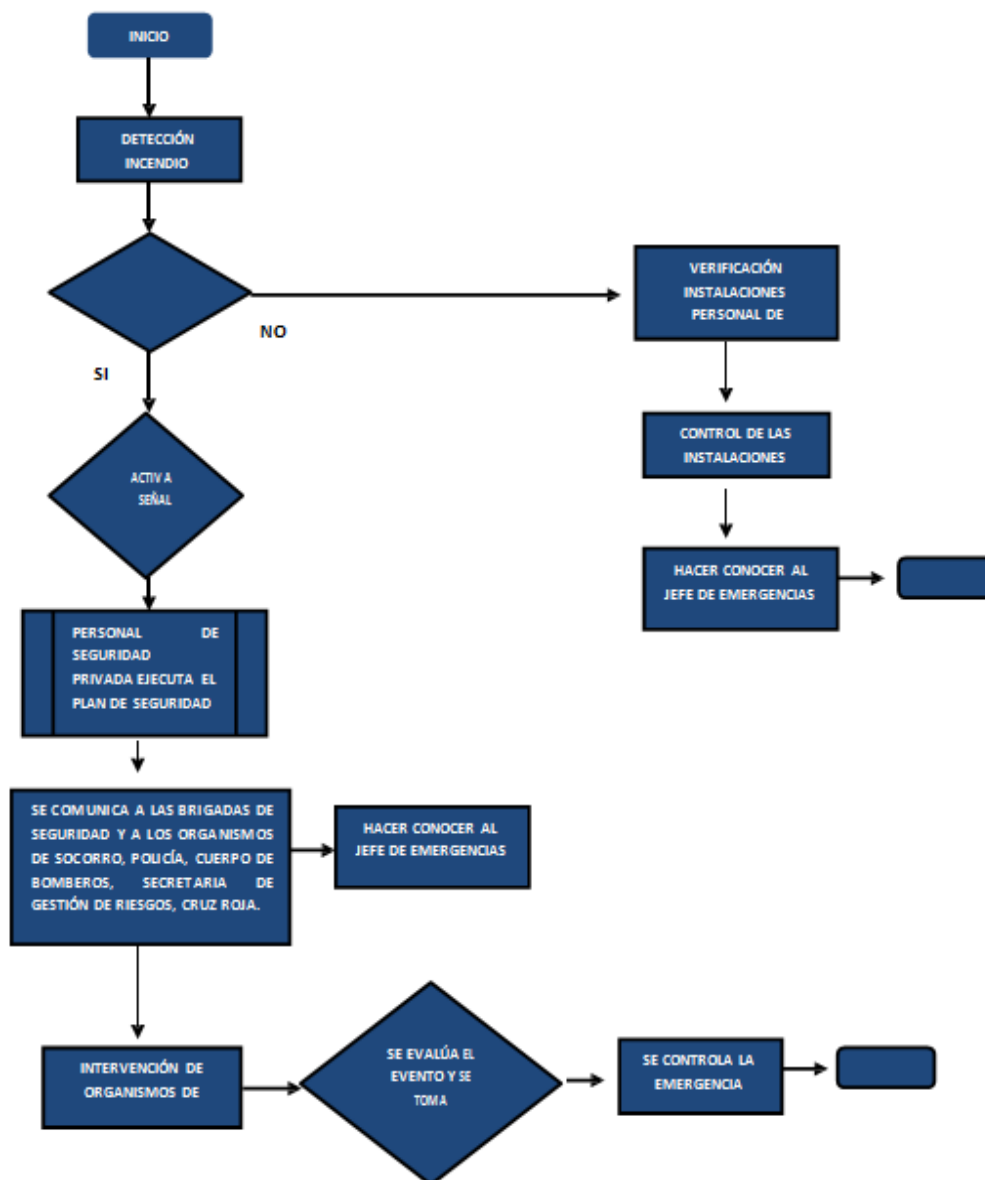 INICIO
DETECCIÓN
INCENDIO
NO
SI
VERIFICACIÓN
INSTALACIONES
PERSONAL DE
CONTROL DE LAS
INSTALACIONES
HACER CONOCER AL
JEFE DE EMERGENCIAS
ACTIV A
SEÑAL
PERSONAL DE
SEGURIDAD
PRIVADA EJECUTA EL
PLAN DE SEGURIDAD
SE COMUNICA A LAS BRIGADAS DE
SEGURIDAD Y A LOS ORGANISMOS
DE SOCORRO, POLICÍA, CUERPO DE
BOMBEROS, SECRETARIA DE
GESTIÓN DE RIESGOS, CRUZ ROJA.
HACER CONOCER AL
JEFE DE EMERGENCIAS
INTERVENCIÓN DE
ORGANISMOS DE
SE EVALÚA EL
EVENTO Y SE
TOMA
SE CONTROLA LA
EMERGENCIA